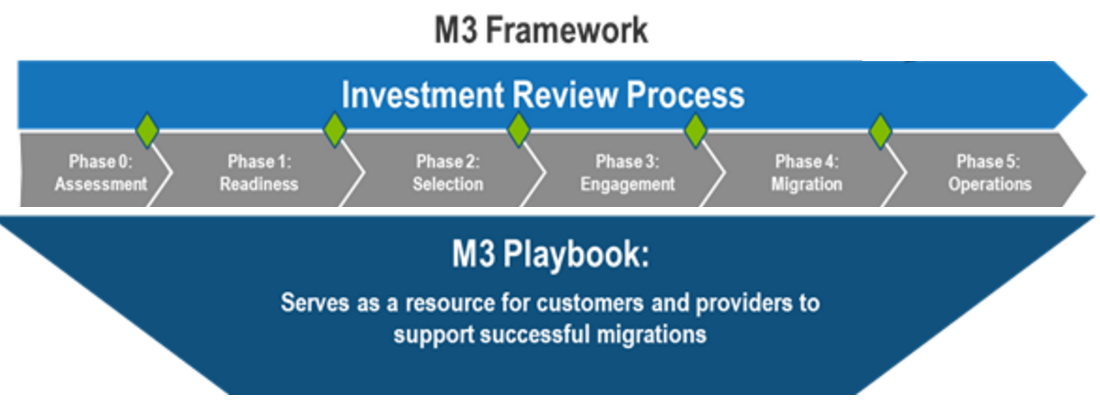 M3 Framework
Investment Review Process
Phase 0:
Assessment
Phase 1:
Readiness
Phase 2:
Selection
Phase 3:
Engagement
Phase 4:
Migration
Phase 5:
Operations
M3 Playbook:
Serves as a resource for customers and providers to
support successful migrations